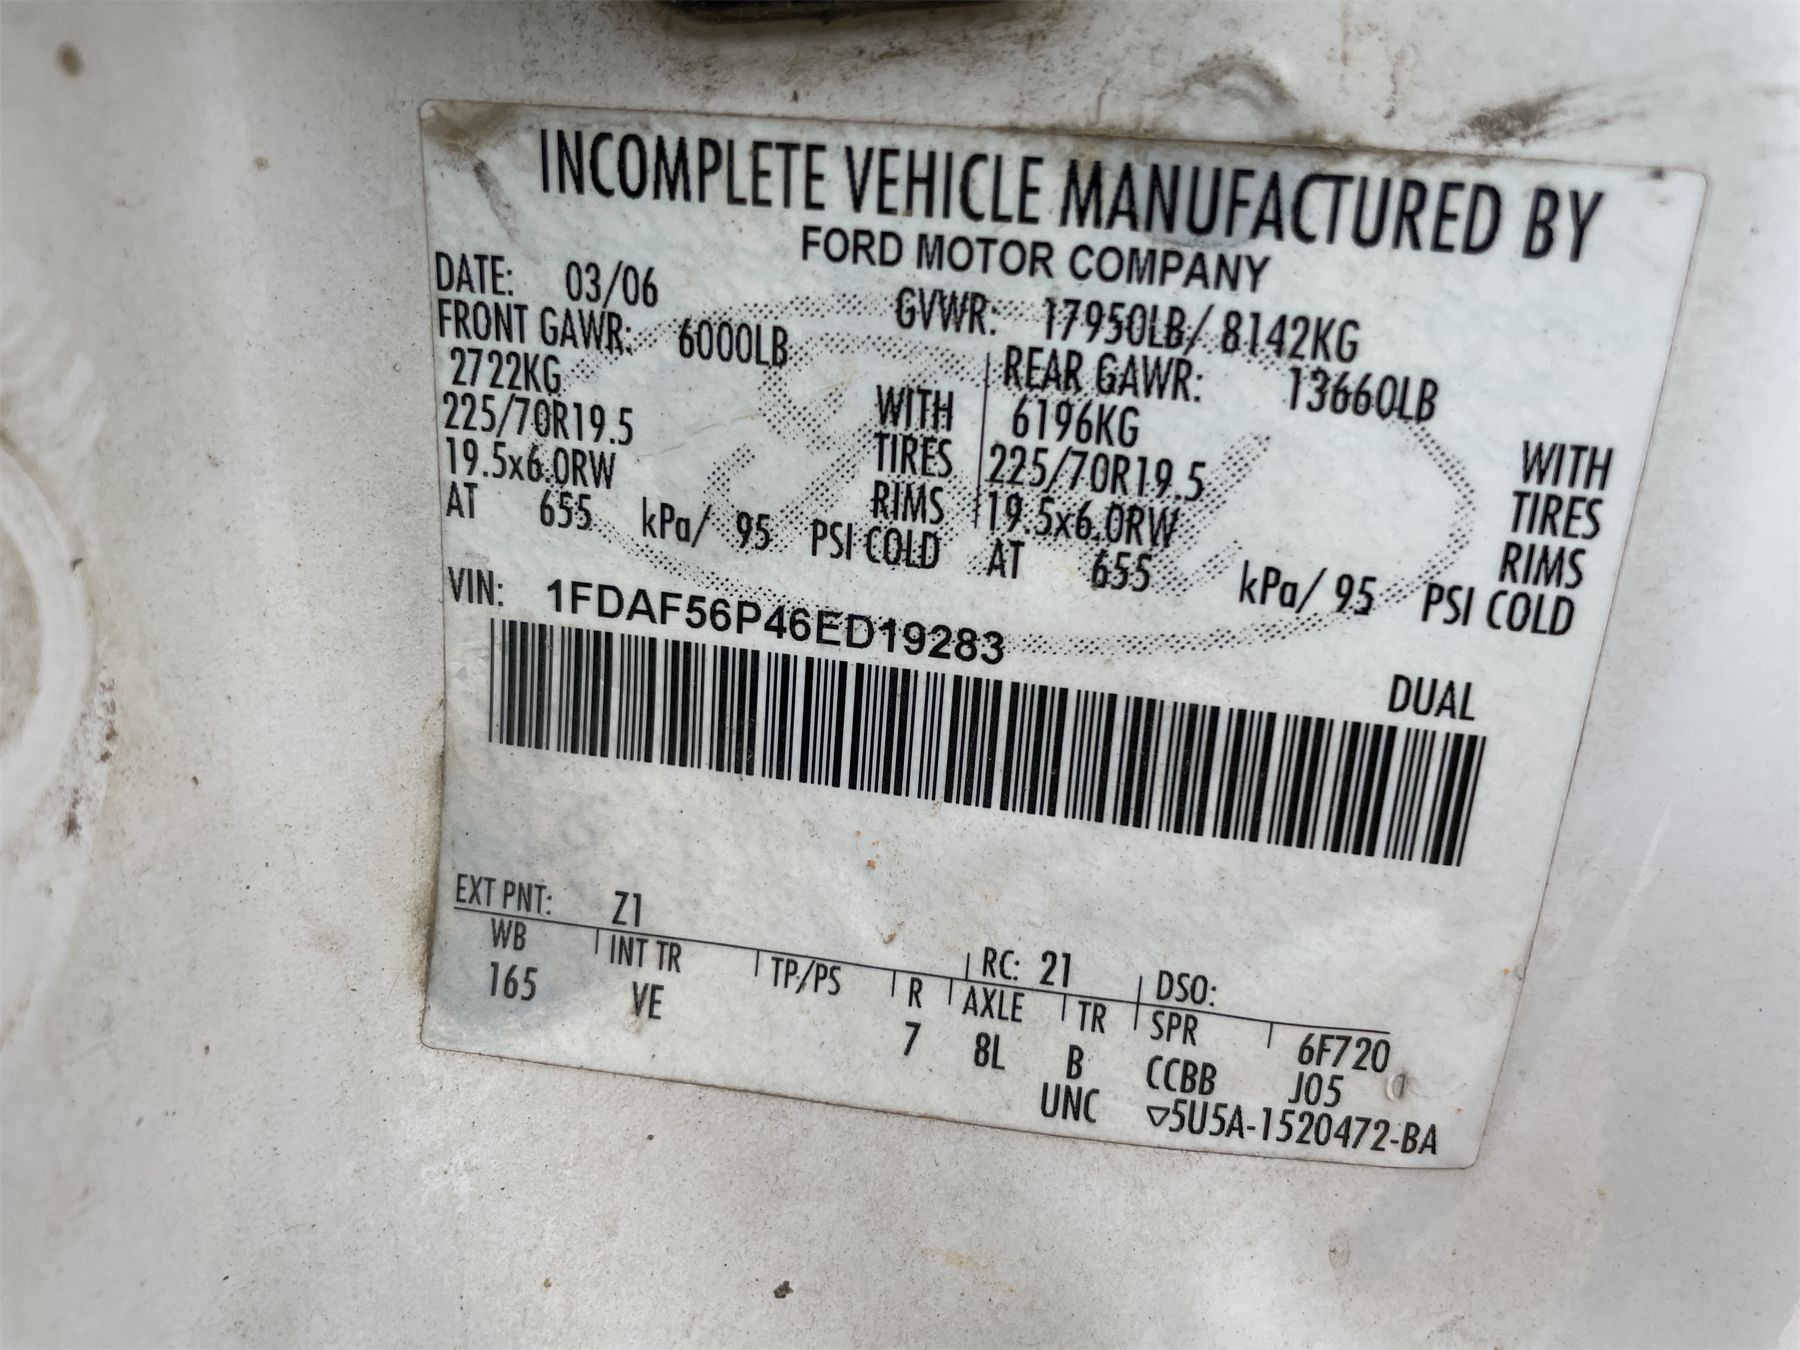 INCOMPLETE VEHICLE MANUFACTURED BY
FORD MOTOR COMPANY
DATE: 03/06 GVWR: 17950LB/ 8142KG
FRONT GAWR: 6000LB REAR GAWR: 13660LB
2722KG WITH 6196KG WITH
225/70R19.5 TIRES 225/70R19.5 TIRES
19.5x6.0RW RIMS 19.5x6.0RW RIMS
AT 655 kPa/ 95 PSI COLD AT 655 kPa/ 95 PSI COLD
VIN: 1FDAF56P46ED19283
DUAL
EXT PNT: Z1 RC: 21 DSO:
WB INT TR TP/PS R AXLE TR SPR 6F720
165 VE 7 8L B CCBB J05
UNC ▽5U5A-1520472-BA